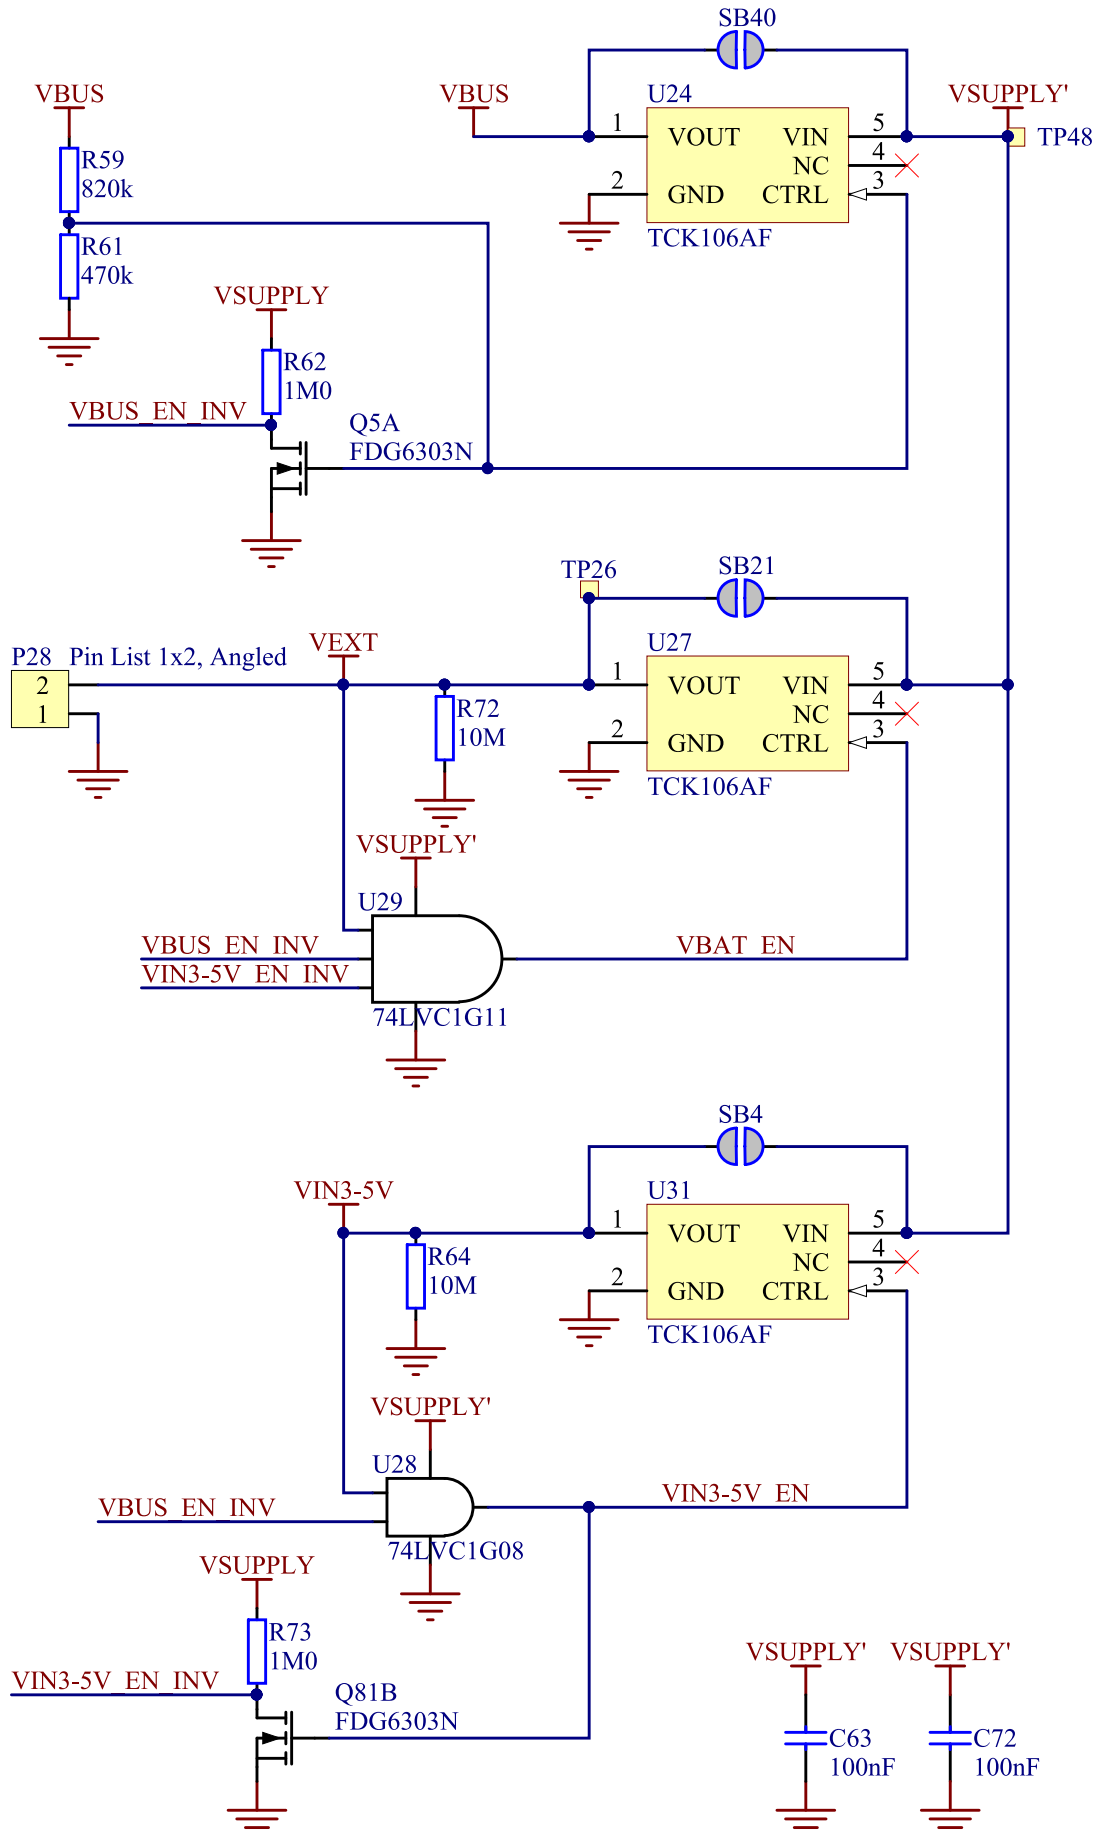 SB40
VBUS
VBUS
U24
VSUPPLY'
1
VOUT
VIN
5
TP48
NC
4
2
GND
CTRL
3
TCK106AF
R59
820k
R61
470k
VSUPPLY
R62
1M0
VBUS_EN_INV
Q5A
FDG6303N
TP26
SB21
P28
Pin List 1x2, Angled
VEXT
U27
2
1
1
VOUT
VIN
5
NC
4
2
GND
CTRL
3
TCK106AF
R72
10M
VSUPPLY'
U29
VBUS_EN_INV
VBAT_EN
VIN3-5V_EN_INV
74LVC1G11
SB4
VIN3-5V
U31
1
VOUT
VIN
5
NC
4
2
GND
CTRL
3
TCK106AF
R64
10M
VSUPPLY'
U28
VIN3-5V_EN
VBUS_EN_INV
74LVC1G08
VSUPPLY
R73
1M0
VIN3-5V_EN_INV
Q81B
FDG6303N
VSUPPLY'
VSUPPLY'
C63
100nF
C72
100nF